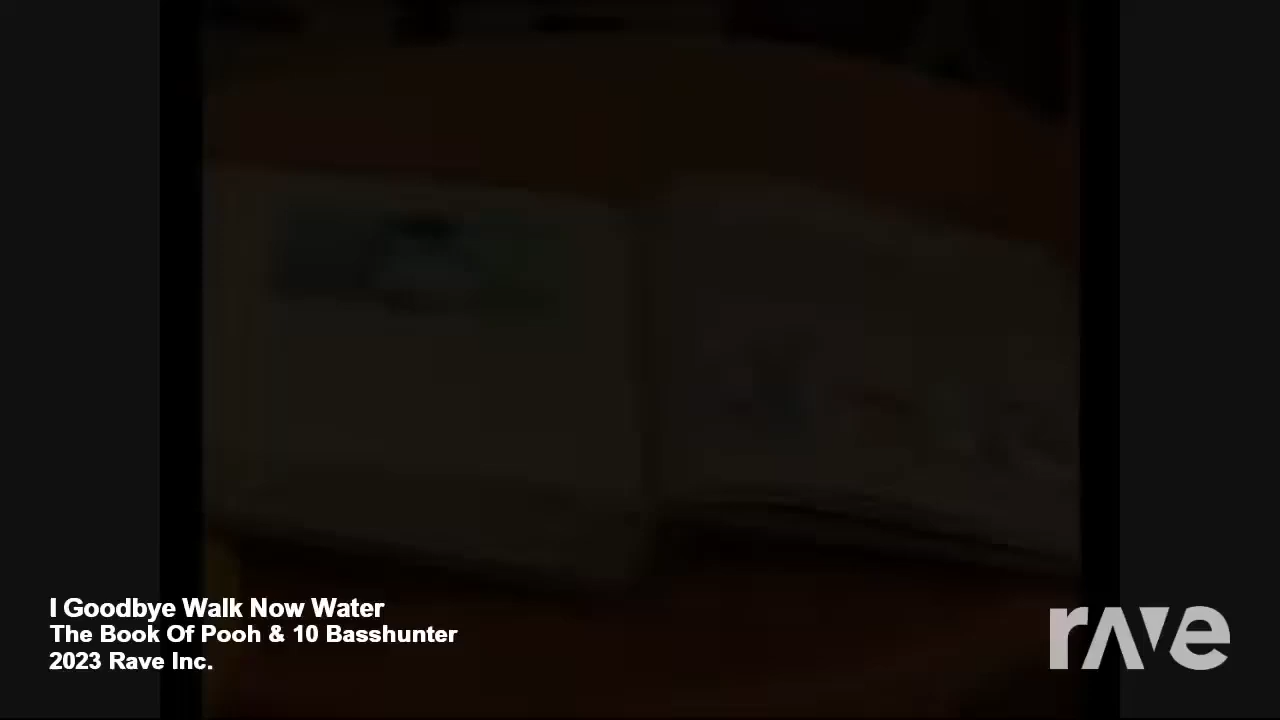 I Goodbye Walk Now Water
The Book Of Pooh & 10 Basshunter
2023 Rave Inc.
rave